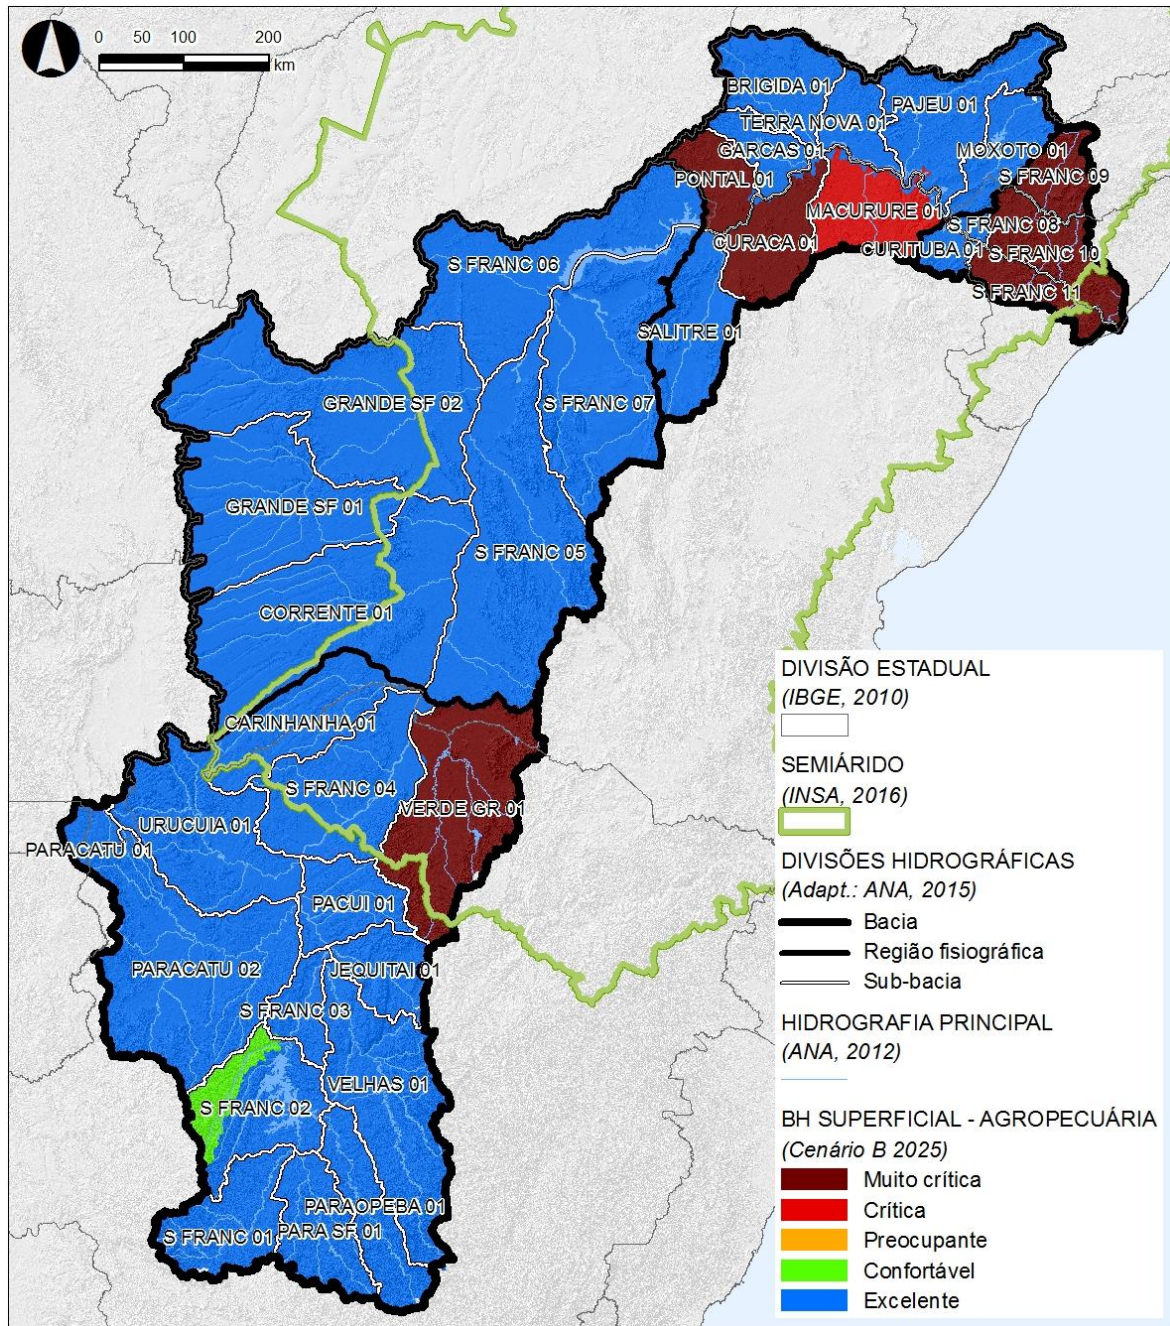 0 50 100 200
km
BRIGIDA 01
PAJEU 01
TERRA NOVA 01
GARCAS 01
MOXOTO 01
PONTAL 01
S FRANC 09
MACURURE 01
S FRANC 08
CURACA 01
CURITUBA 01
S FRANC 10
S FRANC 06
S FRANC 11
SALITRE 01
GRANDE SF 02
S FRANC 07
GRANDE SF 01
S FRANC 05
CORRENTE 01
CARINHANHA 01
S FRANC 04
VERDE GR 01
URUCUIA 01
PARACATU 01
PACUI 01
PARACATU 02
JEQUITAI 01
S FRANC 03
VELHAS 01
S FRANC 02
PARAOPEBA 01
S FRANC 01
PARA SF 01
DIVISÃO ESTADUAL
(IBGE, 2010)
SEMIÁRIDO
(INSA, 2016)
DIVISÕES HIDROGRÁFICAS
(Adapt.: ANA, 2015)
Bacia
Região fisiográfica
Sub-bacia
HIDROGRAFIA PRINCIPAL
(ANA, 2012)
BH SUPERFICIAL - AGROPECUÁRIA
(Cenário B 2025)
Muito crítica
Crítica
Preocupante
Confortável
Excelente